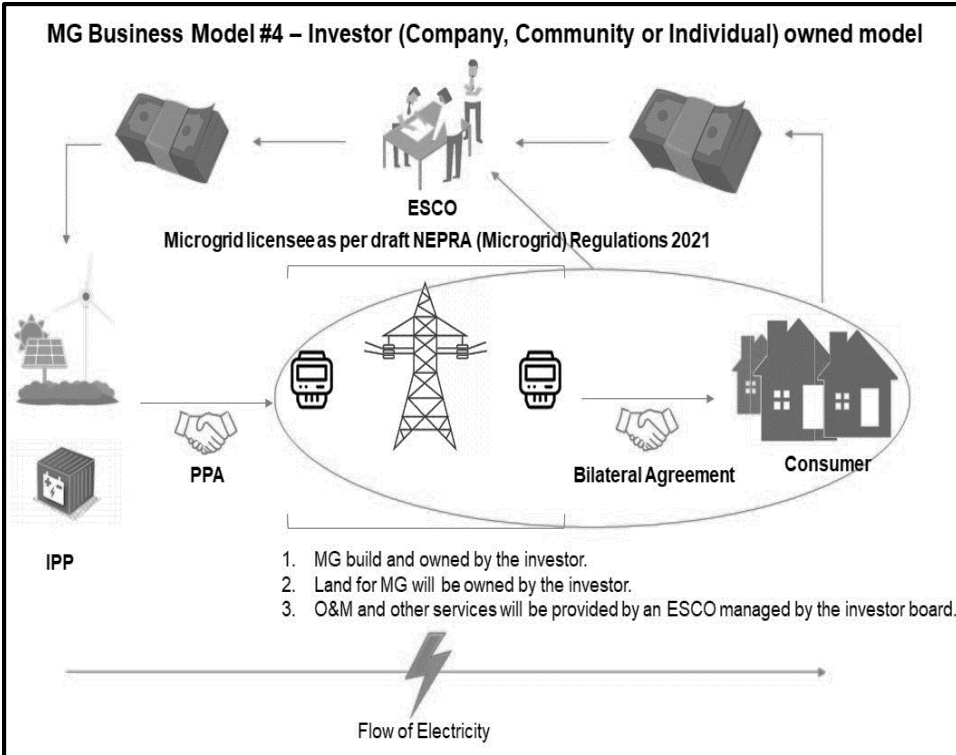 MG Business Model #4 – Investor (Company, Community or Individual) owned model
ESCO
Microgrid licensee as per draft NEPRA (Microgrid) Regulations 2021
PPA
Bilateral Agreement
Consumer
IPP
1. MG build and owned by the investor.
2. Land for MG will be owned by the investor.
3. O&M and other services will be provided by an ESCO managed by the investor board.
Flow of Electricity